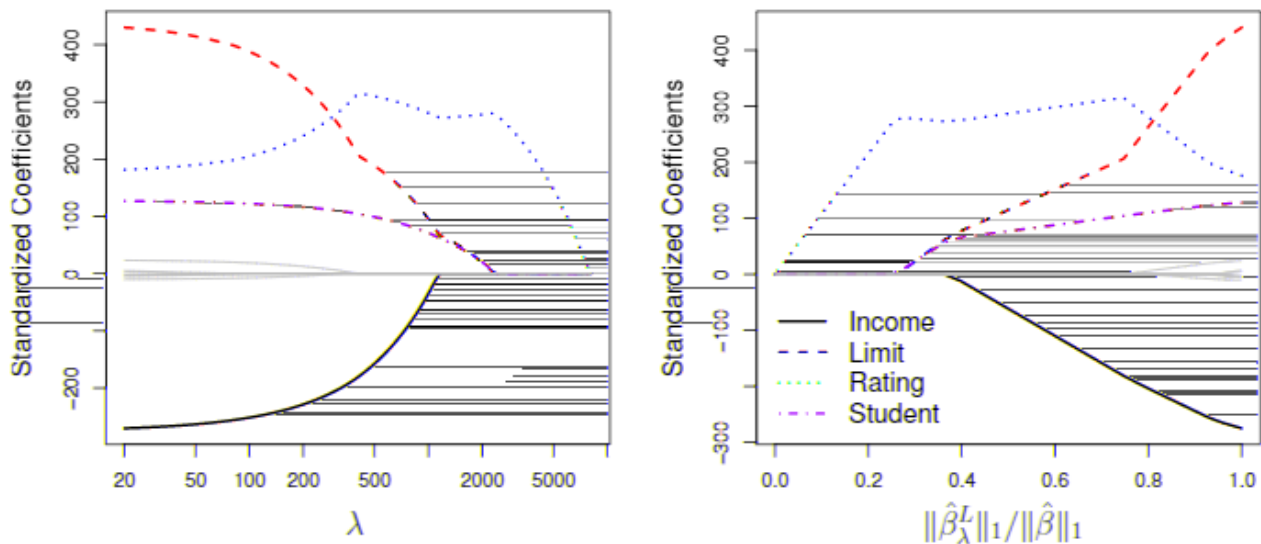 Standardized Coefficients
400
300
200
100
0
-200
20 50 100 200 500 2000 5000
λ
Standardized Coefficients
400
300
200
100
0
-100
-300
0.0 0.2 0.4 0.6 0.8 1.0
‖β̂λL‖1/‖β̂‖1
Income
Limit
Rating
Student